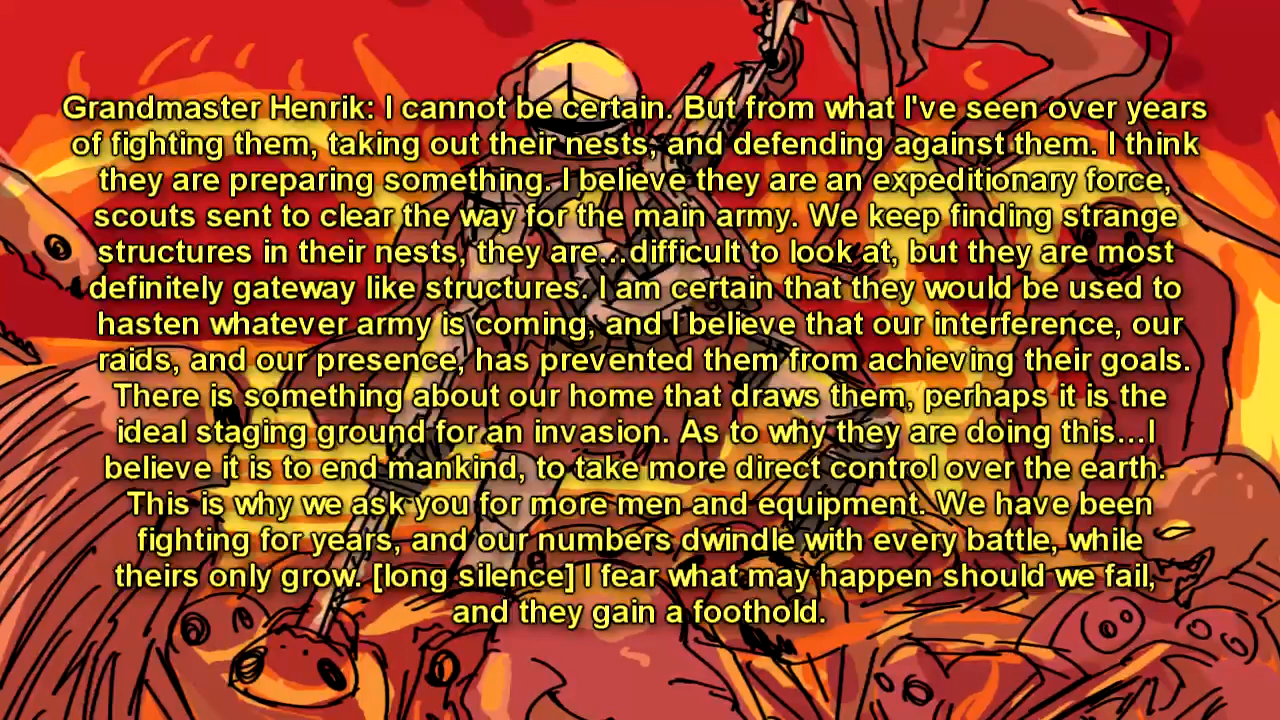 Grandmaster Henrik: I cannot be certain. But from what I've seen over years
of fighting them, taking out their nests, and defending against them. I think
they are preparing something. I believe they are an expeditionary force,
scouts sent to clear the way for the main army. We keep finding strange
structures in their nests, they are...difficult to look at, but they are most
definitely gateway like structures. I am certain that they would be used to
hasten whatever army is coming, and I believe that our interference, our
raids, and our presence, has prevented them from achieving their goals.
There is something about our home that draws them, perhaps it is the
ideal staging ground for an invasion. As to why they are doing this...I
believe it is to end mankind, to take more direct control over the earth.
This is why we ask you for more men and equipment. We have been
fighting for years, and our numbers dwindle with every battle, while
theirs only grow. [long silence] I fear what may happen should we fail,
and they gain a foothold.